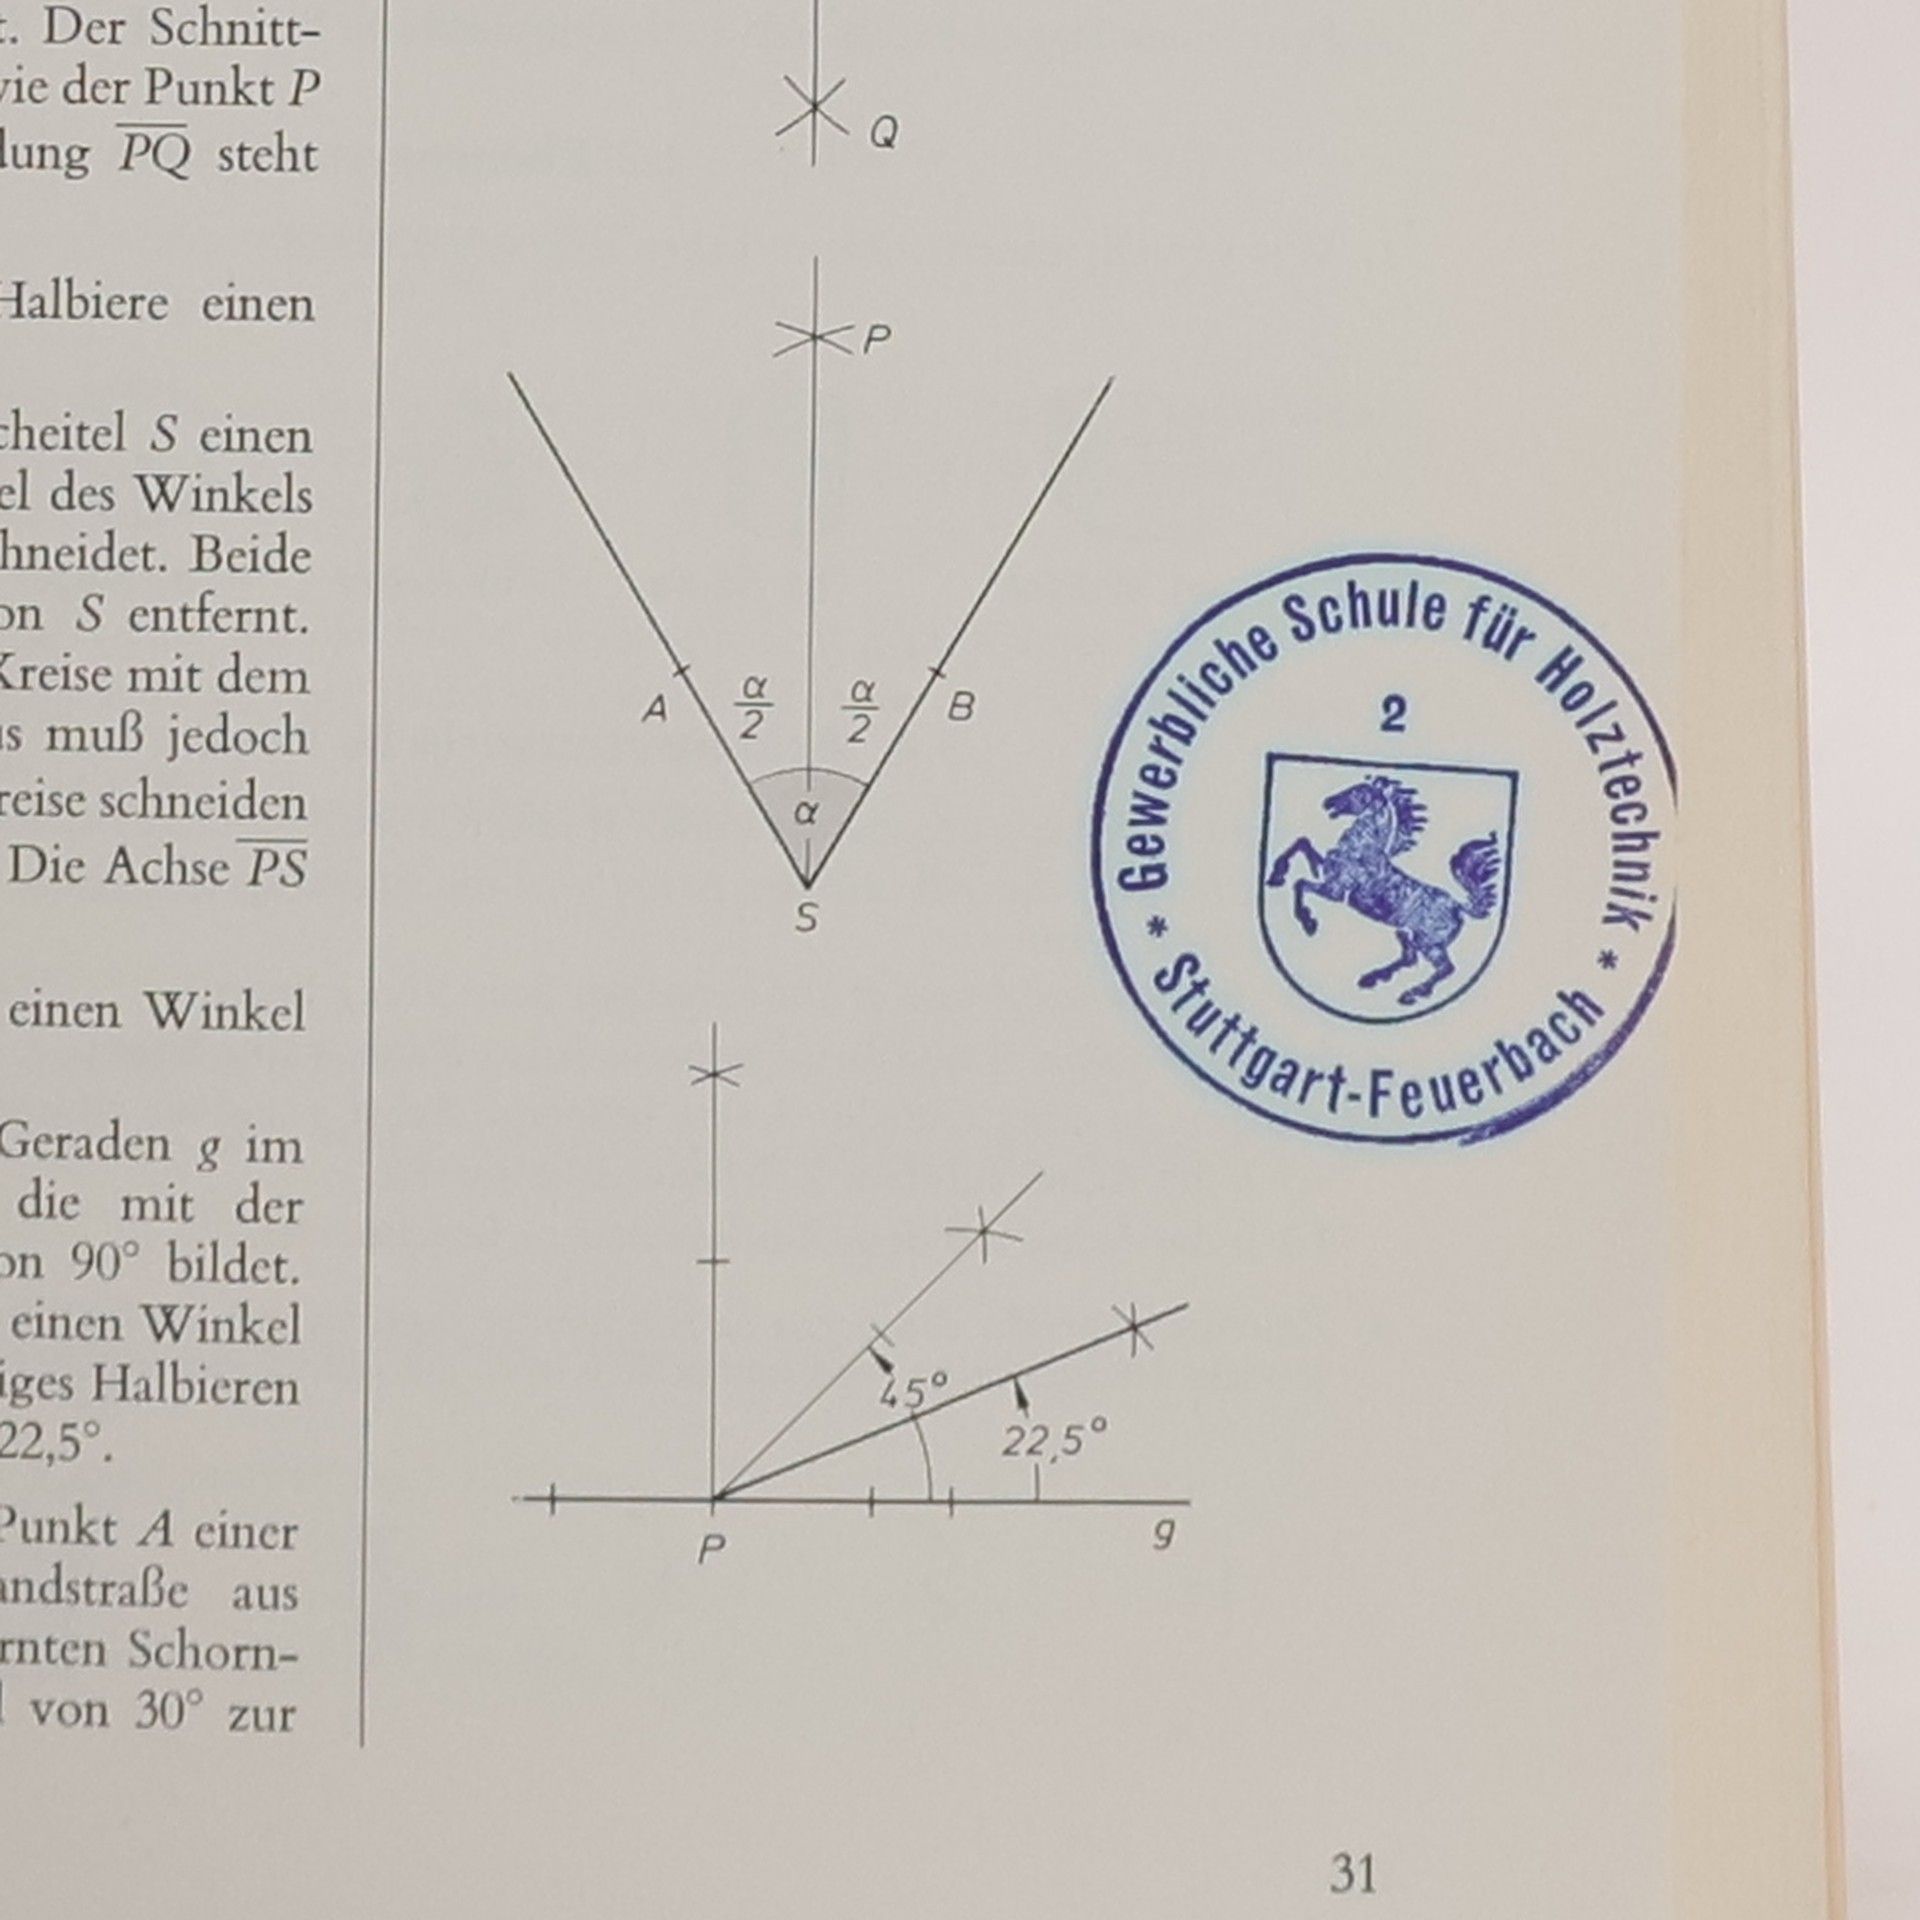 t. Der Schnitt-
wie der Punkt P
dung PQ steht
Halbiere einen
cheitel S einen
el des Winkels
hneidet. Beide
on S entfernt.
Kreise mit dem
us muß jedoch
reise schneiden
Die Achse PS
einen Winkel
Geraden g im
die mit der
on 90° bildet.
einen Winkel
iges Halbieren
22,5°.
Punkt A einer
andstraße aus
rnten Schorn-
von 30° zur
Q
P
A
α/2
α/2
B
α
S
45°
22,5°
P
g
Gewerbliche Schule für Holztechnik
2
* Stuttgart-Feuerbach *
31